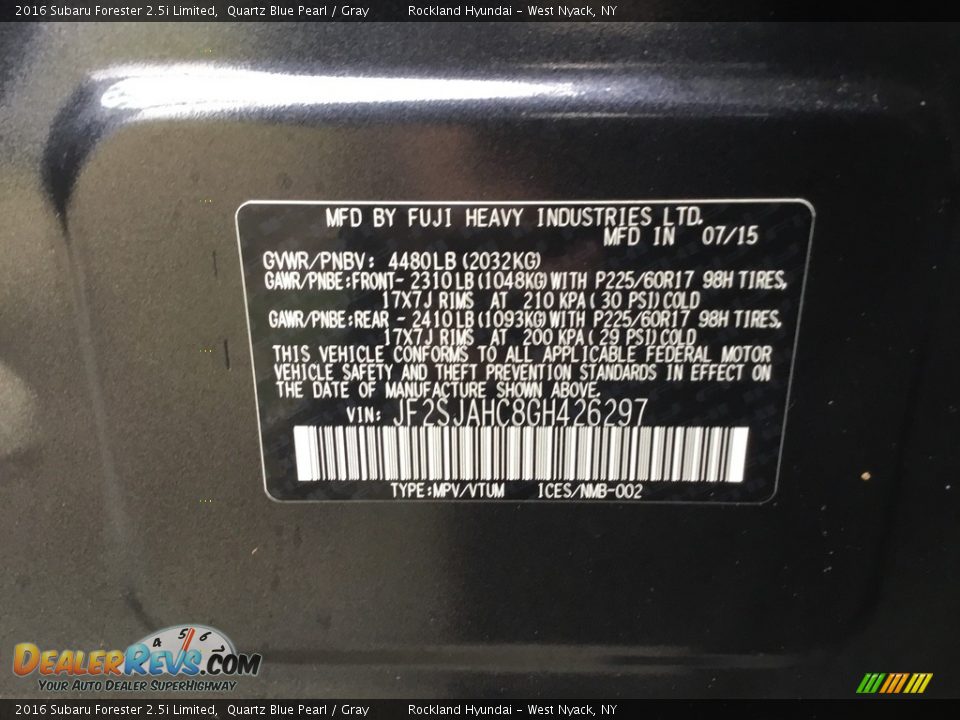 2016 Subaru Forester 2.5i Limited, Quartz Blue Pearl / Gray Rockland Hyundai - West Nyack, NY
MFD BY FUJI HEAVY INDUSTRIES LTD.
MFD IN 07/15
GVWR/PNBV: 4480LB(2032KG)
GAWR/PNBE:FRONT- 2310LB(1048KG)WITH P225/60R17 98H TIRES,
17X7J RIMS AT 210 KPA( 30 PSI)COLD
GAWR/PNBE:REAR - 2410LB(1093KG)WITH P225/60R17 98H TIRES,
17X7J RIMS AT 200 KPA( 29 PSI)COLD
THIS VEHICLE CONFORMS TO ALL APPLICABLE FEDERAL MOTOR
VEHICLE SAFETY AND THEFT PREVENTION STANDARDS IN EFFECT ON
THE DATE OF MANUFACTURE SHOWN ABOVE.
VIN: JF2SJAHC8GH426297
TYPE:MPV/VTUM ICES/NMB-002
4 5 6 7
DEALERREVS.COM
YOUR AUTO DEALER SUPERHIGHWAY
2016 Subaru Forester 2.5i Limited, Quartz Blue Pearl / Gray Rockland Hyundai - West Nyack, NY